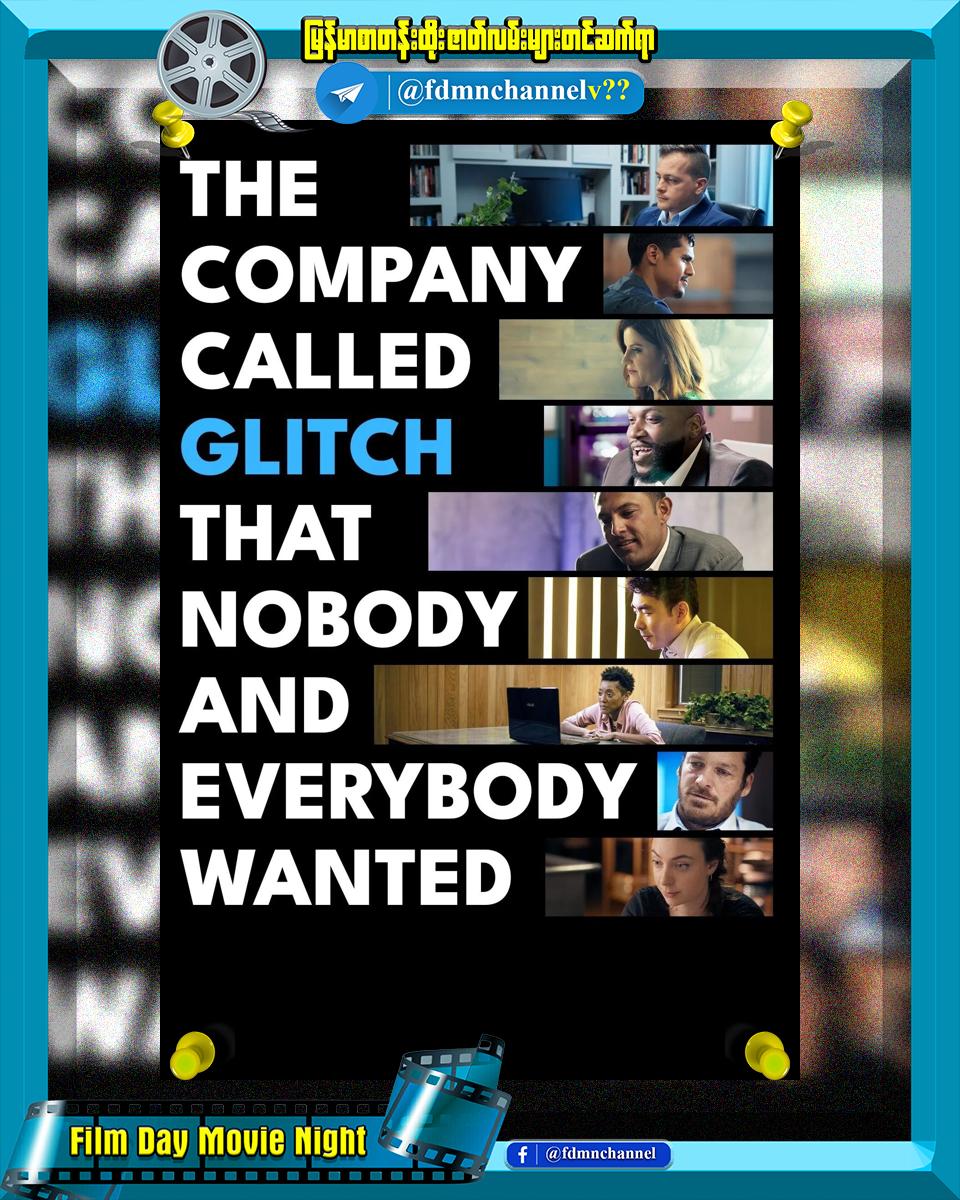 မြန်မာစာတန်းထိုးဇာတ်လမ်းများတင်ဆက်ရာ
@fdmnchannelv??
THE
COMPANY
CALLED
GLITCH
THAT
NOBODY
AND
EVERYBODY
WANTED
Film Day Movie Night
@fdmnchannel